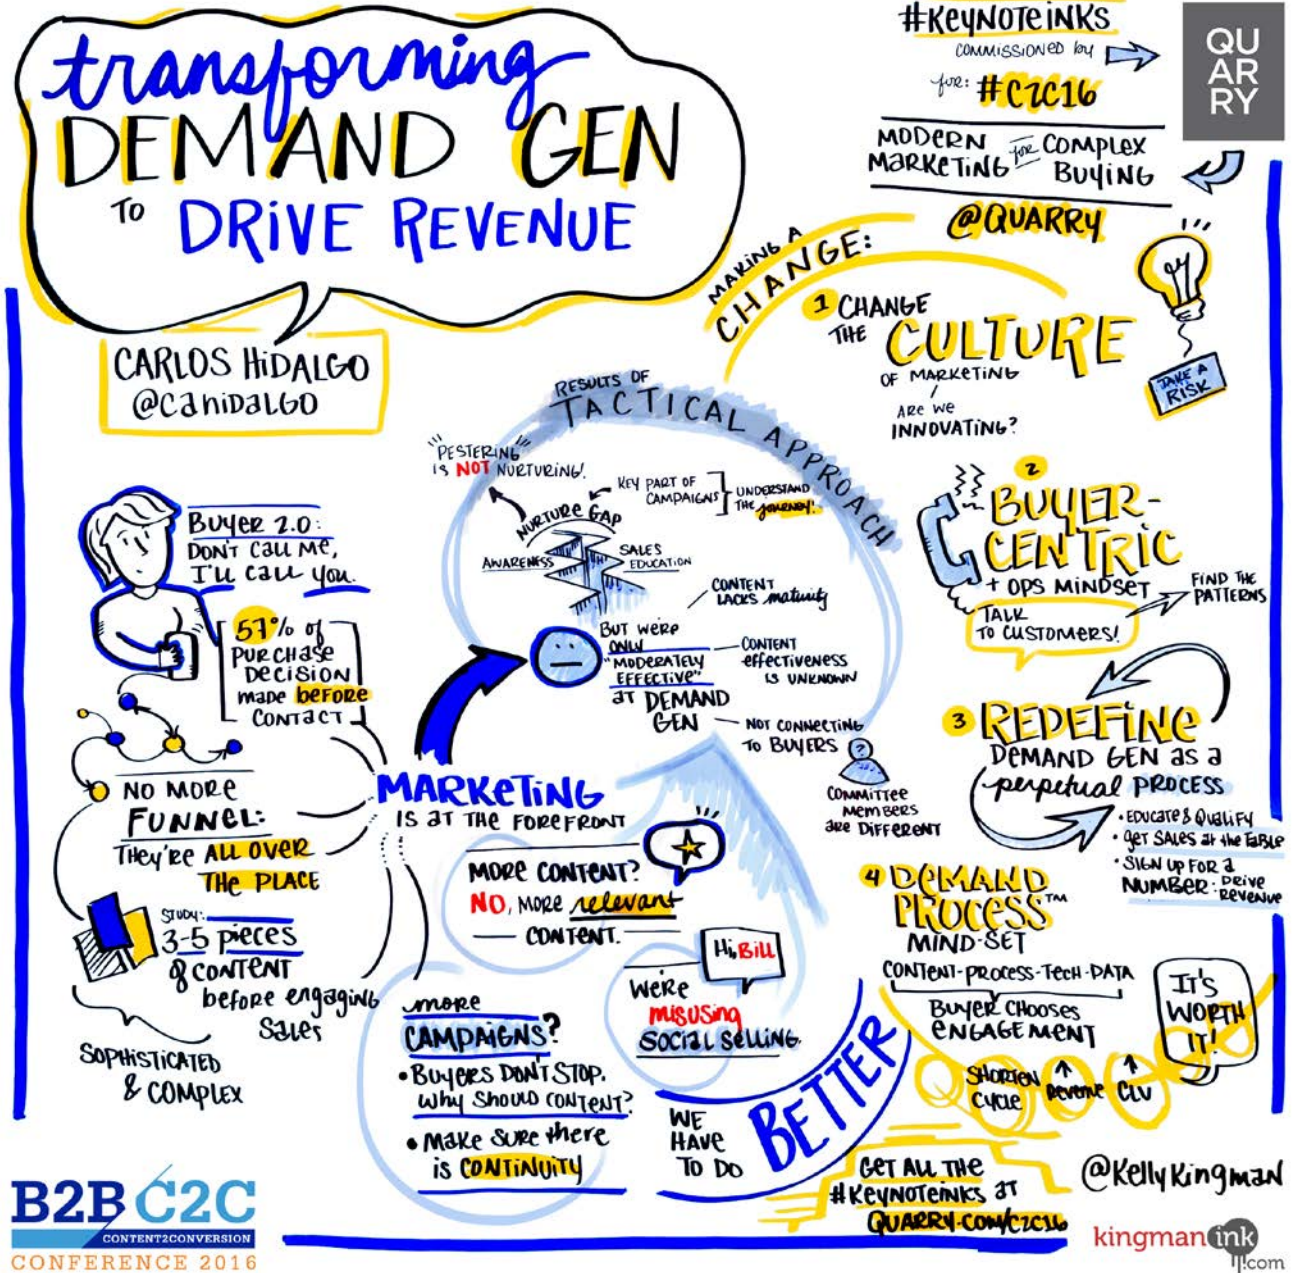 transforming
DEMAND GEN
TO DRIVE REVENUE
CARLOS HIDALGO
@CAHIDALGO
#KEYNOTEINKS
COMMISSIONED by
for: #C2C16
QU
AR
RY
MODERN
MARKETING
for
COMPLEX
BUYING
@QUARRY
MAKING A
CHANGE:
1 CHANGE
THE CULTURE
OF MARKETING
ARE WE
INNOVATING?
TAKE A
RISK
2
BUYER-
CENTRIC
+ OPS MINDSET
TALK
TO CUSTOMERS!
FIND THE
PATTERNS
3 REDEFINE
DEMAND GEN AS A
perpetual PROCESS
• EDUCATE & QUALIFY
• GET SALES AT the TABLE
• SIGN UP FOR A
NUMBER: DRIVE
REVENUE
4 DEMAND
PROCESS™
MIND-SET
CONTENT-PROCESS-TECH-DATA
BUYER CHOOSES
ENGAGEMENT
IT'S
WORTH
IT!
SHORTEN
CYCLE
REVENUE
CLV
RESULTS OF
TACTICAL APPROACH
"PESTERING"
IS NOT NURTURING!
KEY PART OF
CAMPAIGNS
UNDERSTAND
THE JOURNEY!
NURTURE GAP
AWARENESS
SALES
EDUCATION
CONTENT
LACKS maturity
BUT WE'RE
ONLY
"MODERATELY
EFFECTIVE"
AT DEMAND
GEN
CONTENT
effectiveness
IS UNKNOWN
NOT CONNECTING
TO BUYERS
?
COMMITTEE
MEMBERS
ARE DIFFERENT
BUYER 2.0:
DON'T CALL ME,
I'LL CALL YOU.
57% of
PURCHASE
DECISION
made BEFORE
CONTACT
NO MORE
FUNNEL:
THEY'RE ALL OVER
THE PLACE
STUDY:
3-5 PIECES
of CONTENT
before engaging
SALES
SOPHISTICATED
& COMPLEX
MARKETING
IS AT THE FOREFRONT
MORE CONTENT?
NO, MORE relevant
CONTENT.
Hi, Bill
WE'RE
MISUSING
SOCIAL SELLING.
more
CAMPAIGNS?
• BUYERS DON'T STOP.
WHY SHOULD CONTENT?
• MAKE SURE there
is CONTINUITY
WE
HAVE
TO DO
BETTER
GET ALL THE
#KEYNOTEINKS AT
QUARRY.COM/C2C16
@KellyKingman
B2B C2C
CONTENT2CONVERSION
CONFERENCE 2016
kingman ink
.com